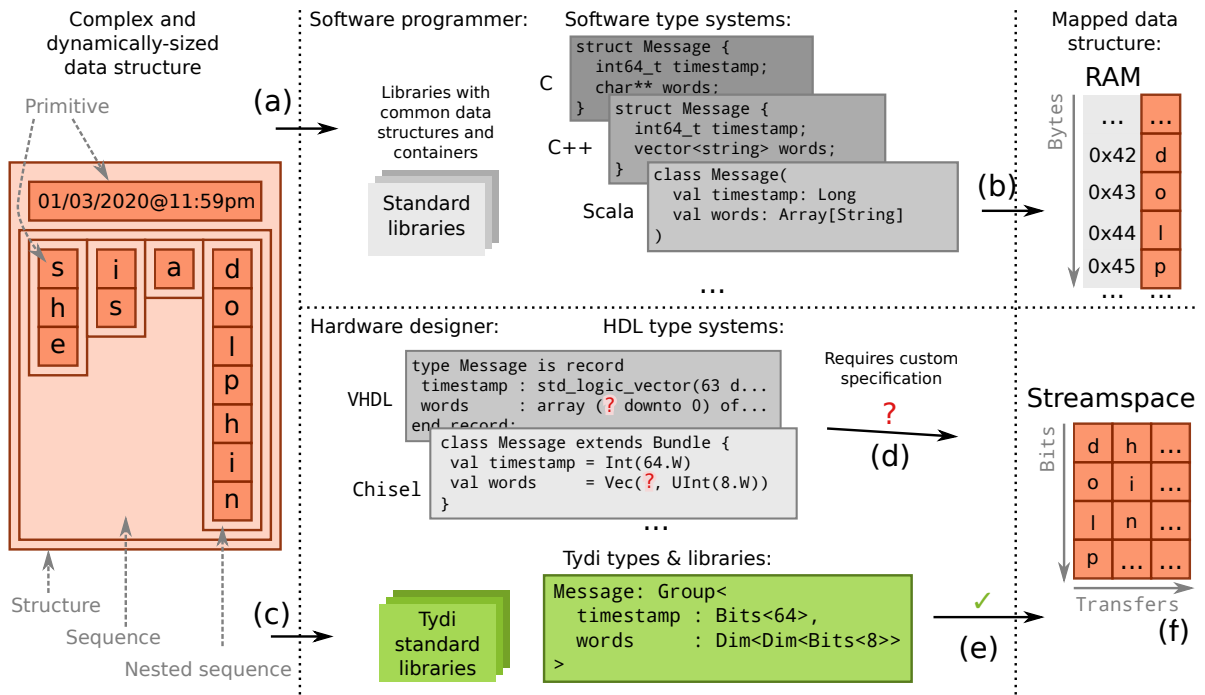 Complex and
dynamically-sized
data structure
Primitive
01/03/2020@11:59pm
s
h
e
i
s
a
d
o
l
p
h
i
n
Structure
Sequence
Nested sequence
(a)
Software programmer:
Libraries with
common data
structures and
containers
Standard
libraries
Software type systems:
C
struct Message {
int64_t timestamp;
char** words;
}
C++
struct Message {
int64_t timestamp;
vector<string> words;
}
Scala
class Message(
val timestamp: Long
val words: Array[String]
)
...
(b)
Mapped data
structure:
RAM
Bytes
... ...
0x42 d
0x43 o
0x44 l
0x45 p
... ...
Hardware designer:
HDL type systems:
VHDL
type Message is record
timestamp : std_logic_vector(63 d...
words : array (? downto 0) of...
end record;
Chisel
class Message extends Bundle {
val timestamp = Int(64.W)
val words = Vec(?, UInt(8.W))
}
...
Requires custom
specification
?
(d)
(c)
Tydi
standard
libraries
Tydi types & libraries:
Message: Group<
timestamp : Bits<64>,
words : Dim<Dim<Bits<8>>
>
✓
(e)
Streamspace
Bits
d h ...
o i ...
l n ...
p ... ...
Transfers
(f)